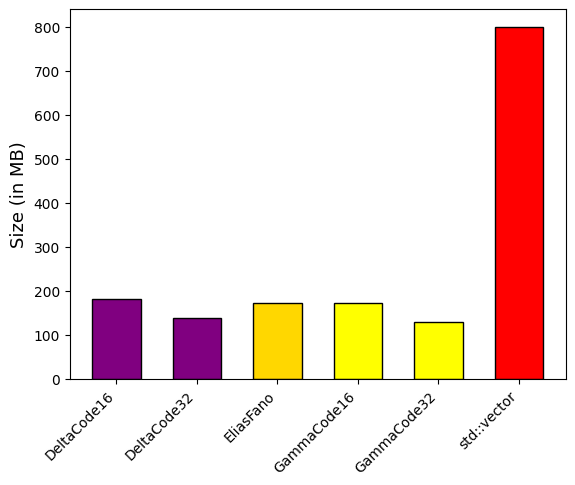 Size (in MB)
800
700
600
500
400
300
200
100
0
DeltaCode16
DeltaCode32
EliasFano
GammaCode16
GammaCode32
std::vector